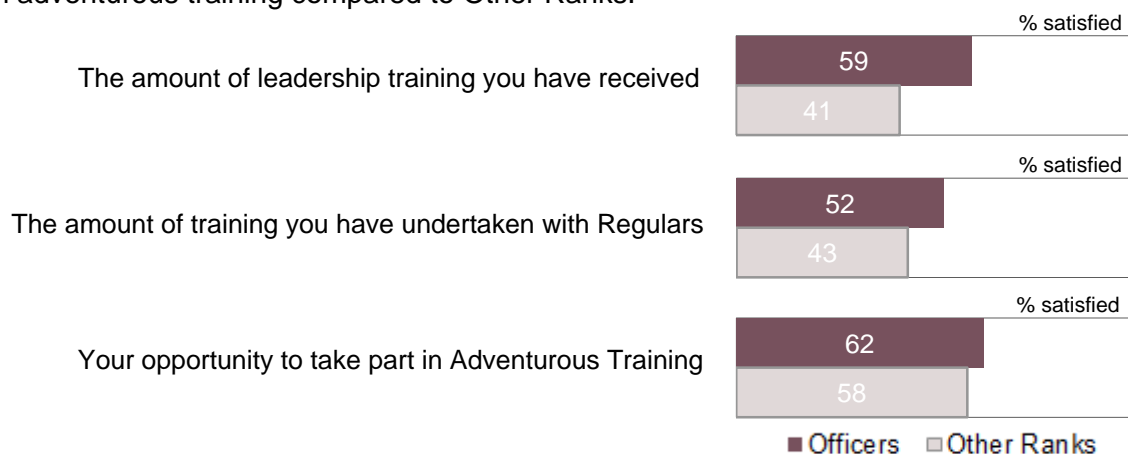 adventurous training compared to Other Ranks.
% satisfied
The amount of leadership training you have received
59
41
% satisfied
The amount of training you have undertaken with Regulars
52
43
% satisfied
Your opportunity to take part in Adventurous Training
62
58
Officers Other Ranks